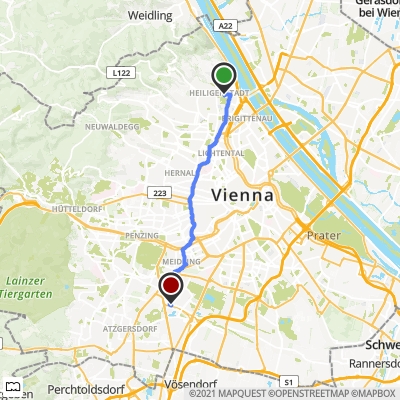 Weidling
A22
Gerasdorf
bei Wien
L122
HEILIGENSTADT
NEUWALDEGG
BRIGITTENAU
LICHTENTAL
HERNALS
223
Vienna
HÜTTELDORF
PENZING
Prater
MEIDLING
Lainzer
Tiergarten
ATZGERSDORF
Schwe
Rannersdorf
S1
Perchtoldsdorf
Vösendorf
©2021 MAPQUEST ©OPENSTREETMAP ©MAPBOX